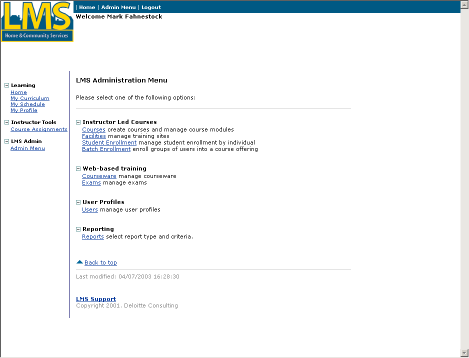 LMS
Home & Community Services
| Home | Admin Menu | Logout
Welcome Mark Fahnestock
Learning
Home
My Curriculum
My Schedule
My Profile
Instructor Tools
Course Assignments
LMS Admin
Admin Menu
LMS Administration Menu
Please select one of the following options:
Instructor Led Courses
Courses create courses and manage course modules
Facilities manage training sites
Student Enrollment manage student enrollment by individual
Batch Enrollment enroll groups of users into a course offering
Web-based training
Courseware manage courseware
Exams manage exams
User Profiles
Users manage user profiles
Reporting
Reports select report type and criteria.
Back to top
Last modified: 04/07/2003 16:28:30
LMS Support
Copyright 2001. Deloitte Consulting